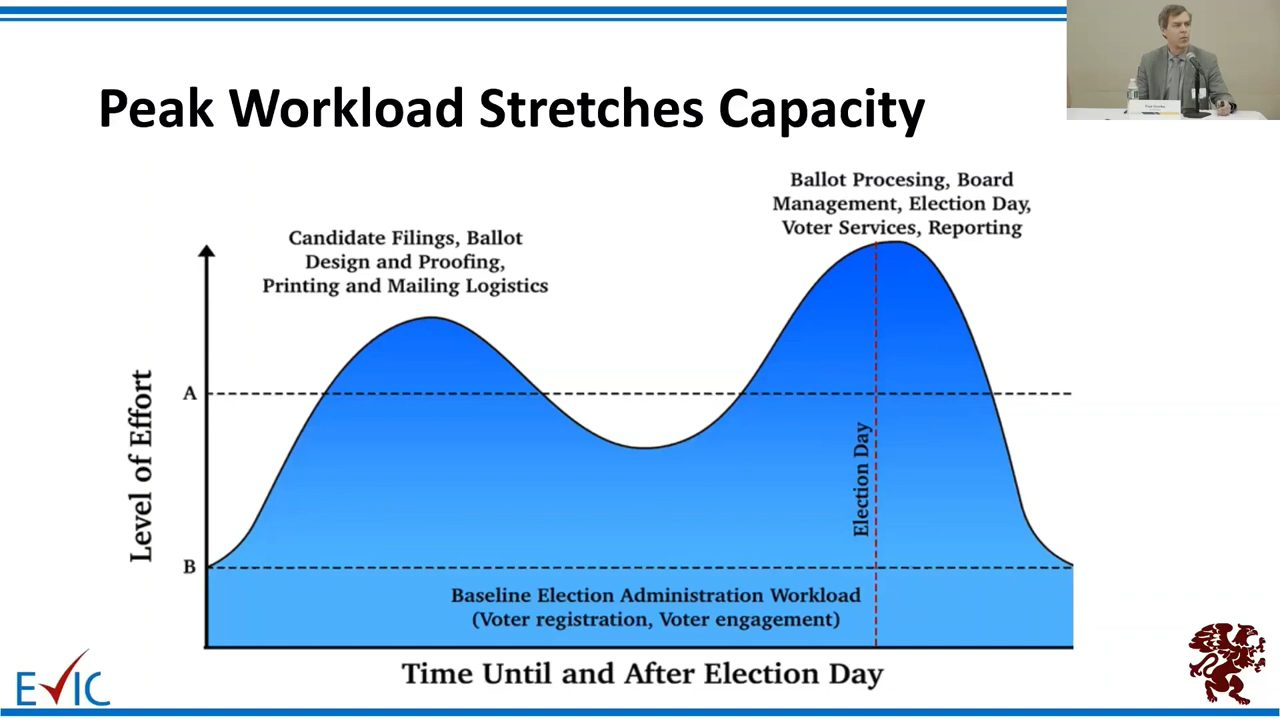 Peak Workload Stretches Capacity
Ballot Procesing, Board
Management, Election Day,
Voter Services, Reporting
Candidate Filings, Ballot
Design and Proofing,
Printing and Mailing Logistics
Level of Effort
A
B
Election Day
Baseline Election Administration Workload
(Voter registration, Voter engagement)
Time Until and After Election Day
EVIC